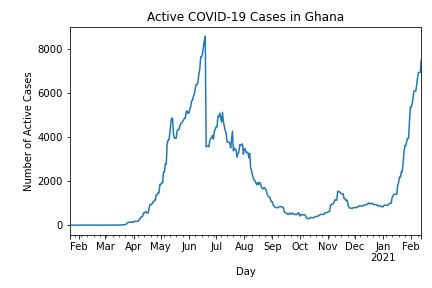 Active COVID-19 Cases in Ghana
Number of Active Cases
8000
6000
4000
2000
0
Feb Mar Apr May Jun Jul Aug Sep Oct Nov Dec Jan Feb
2021
Day